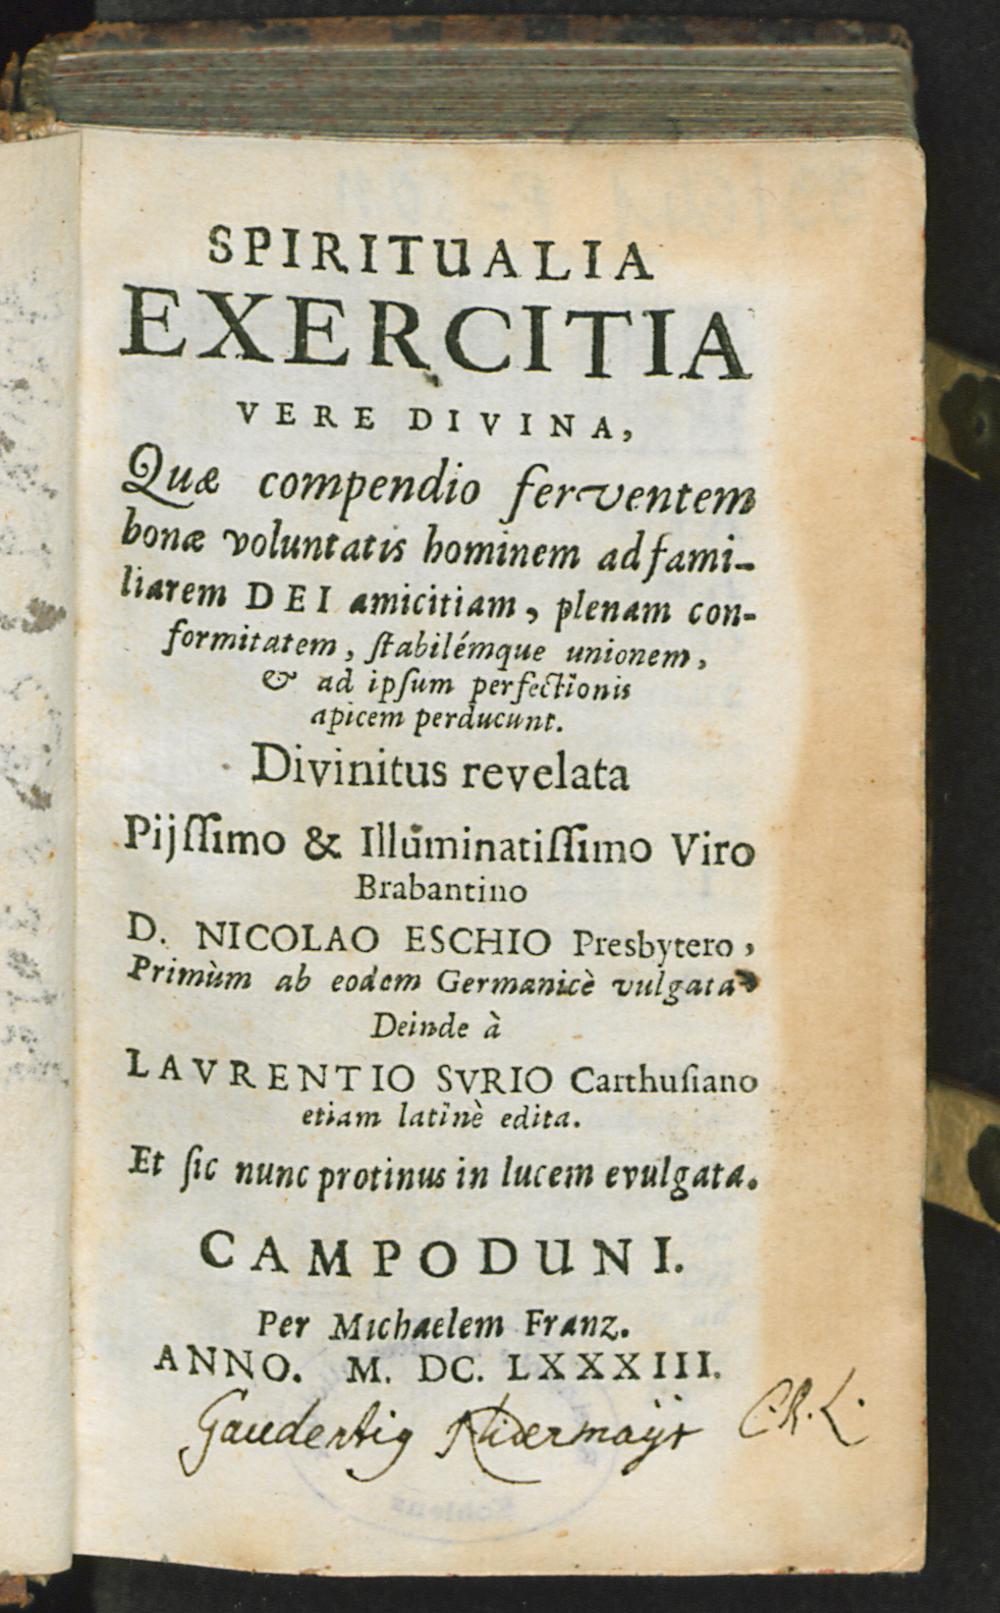 SPIRITUALIA
EXERCITIA
VERE DIVINA,
Quæ compendio ferventem
bonæ voluntatis hominem ad fami-
liarem DEI amicitiam, plenam con-
formitatem, ſtabilémque unionem,
& ad ipſum perfectionis
apicem perducunt.
Divinitus revelata
Pijſſimo & Illuminatiſſimo Viro
Brabantino
D. NICOLAO ESCHIO Presbytero,
Primùm ab eodem Germanicè vulgata
Deinde à
LAVRENTIO SVRIO Carthuſiano
etiam latinè edita.
Et ſic nunc protinus in lucem evulgata.
CAMPODUNI.
Per Michaelem Franz.
ANNO. M. DC. LXXXIII.
C.R.L.